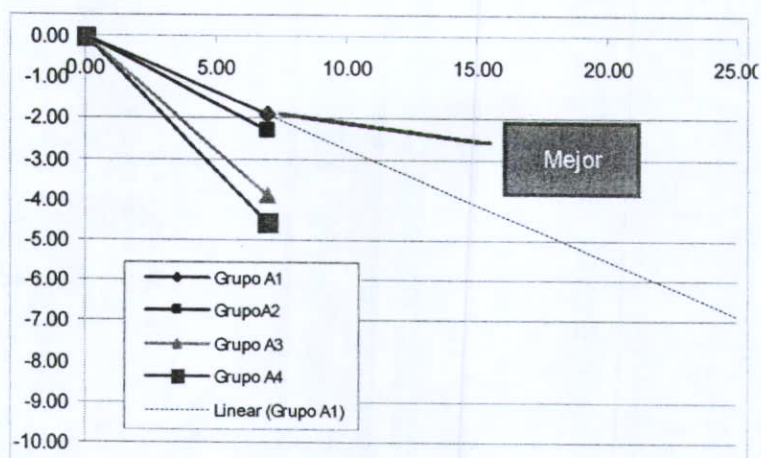 0.00
0.00 5.00 10.00 15.00 20.00 25.00
-1.00
-2.00
-3.00
Mejor
-4.00
-5.00
-6.00
Grupo A1
-7.00
GrupoA2
-8.00
Grupo A3
Grupo A4
-9.00
Linear (Grupo A1)
-10.00